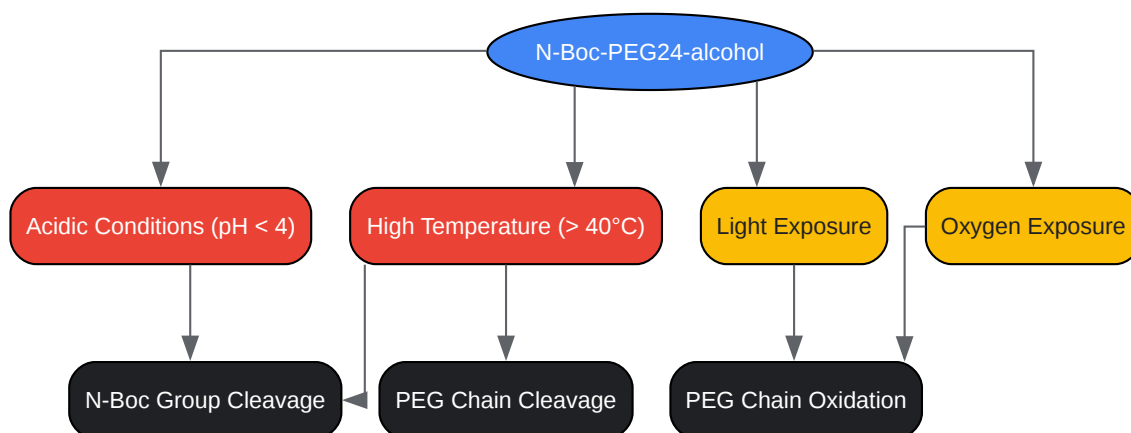 N-Boc-PEG24-alcohol
Acidic Conditions (pH < 4)
High Temperature (> 40°C)
Light Exposure
Oxygen Exposure
N-Boc Group Cleavage
PEG Chain Cleavage
PEG Chain Oxidation